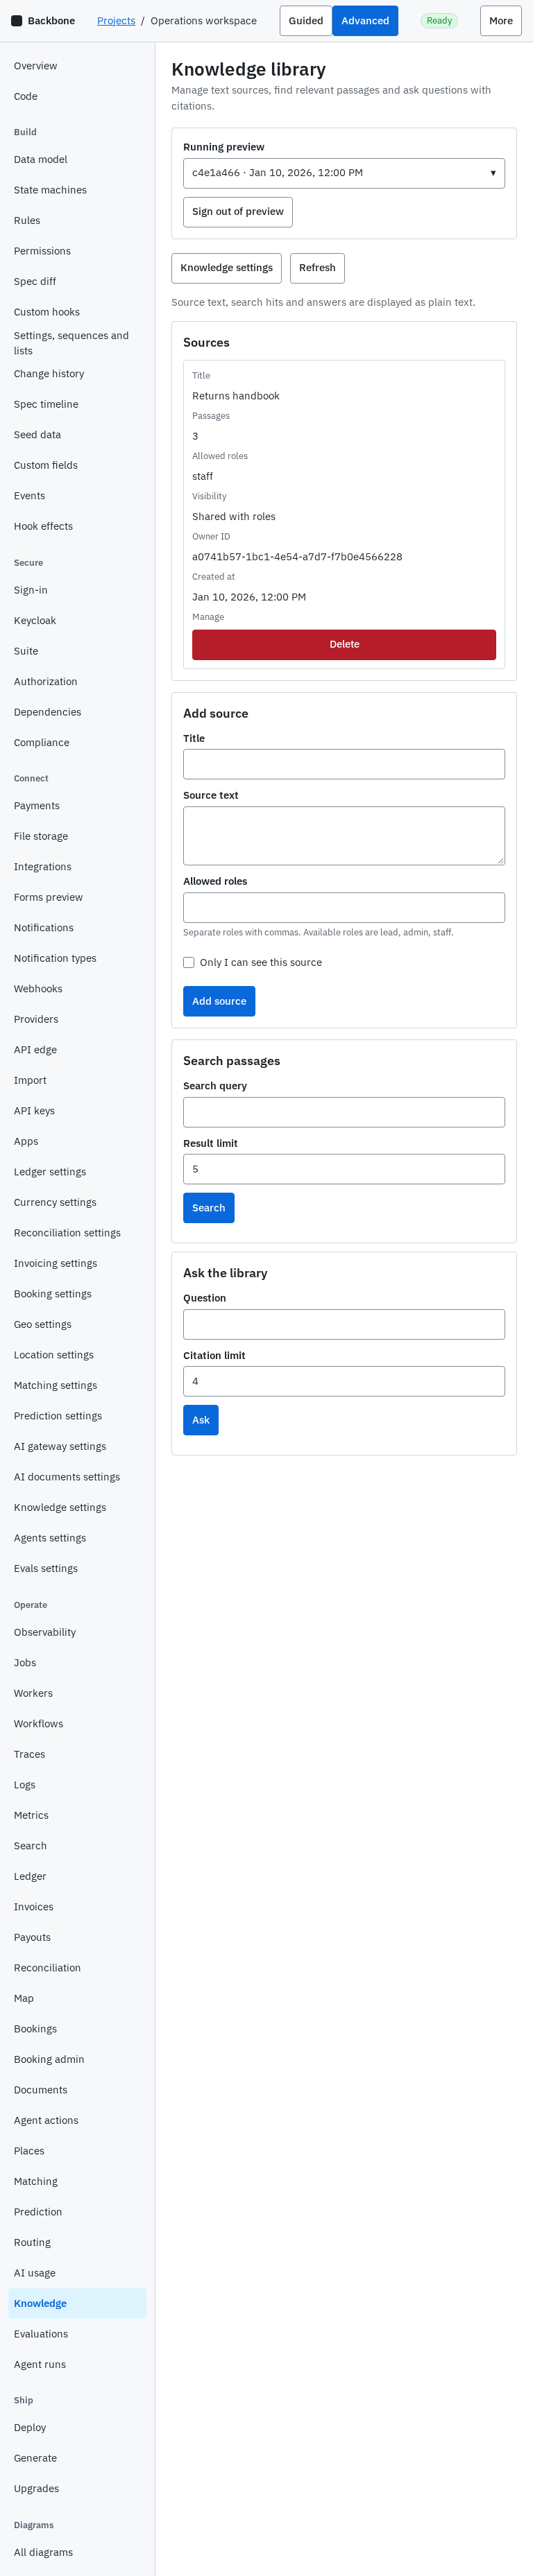 Backbone
Projects / Operations workspace
Guided
Advanced
Ready
More
Overview
Code
Build
Data model
State machines
Rules
Permissions
Spec diff
Custom hooks
Settings, sequences and
lists
Change history
Spec timeline
Seed data
Custom fields
Events
Hook effects
Secure
Sign-in
Keycloak
Suite
Authorization
Dependencies
Compliance
Connect
Payments
File storage
Integrations
Forms preview
Notifications
Notification types
Webhooks
Providers
API edge
Import
API keys
Apps
Ledger settings
Currency settings
Reconciliation settings
Invoicing settings
Booking settings
Geo settings
Location settings
Matching settings
Prediction settings
AI gateway settings
AI documents settings
Knowledge settings
Agents settings
Evals settings
Operate
Observability
Jobs
Workers
Workflows
Traces
Logs
Metrics
Search
Ledger
Invoices
Payouts
Reconciliation
Map
Bookings
Booking admin
Documents
Agent actions
Places
Matching
Prediction
Routing
AI usage
Knowledge
Evaluations
Agent runs
Ship
Deploy
Generate
Upgrades
Diagrams
All diagrams
Knowledge library
Manage text sources, find relevant passages and ask questions with
citations.
Running preview
c4e1a466 · Jan 10, 2026, 12:00 PM
Sign out of preview
Knowledge settings
Refresh
Source text, search hits and answers are displayed as plain text.
Sources
Title
Returns handbook
Passages
3
Allowed roles
staff
Visibility
Shared with roles
Owner ID
a0741b57-1bc1-4e54-a7d7-f7b0e4566228
Created at
Jan 10, 2026, 12:00 PM
Manage
Delete
Add source
Title
Source text
Allowed roles
Separate roles with commas. Available roles are lead, admin, staff.
Only I can see this source
Add source
Search passages
Search query
Result limit
5
Search
Ask the library
Question
Citation limit
4
Ask